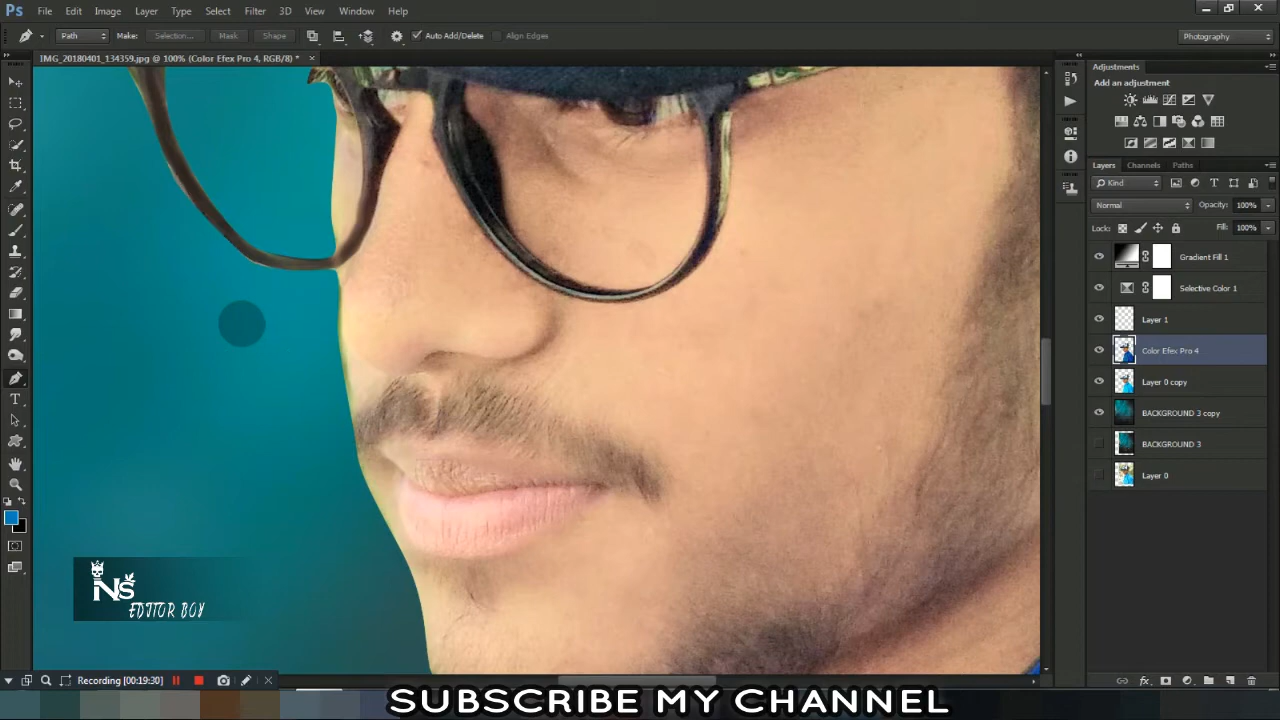 Ps File Edit Image Layer Type Select Filter 3D View Window Help
Path Make: Selection... Mask Shape Auto Add/Delete Align Edges Photography
IMG_20180401_134359.jpg @ 100% (Color Efex Pro 4, RGB/8) *
Adjustments
Add an adjustment
Layers Channels Paths
Kind
Normal Opacity: 100%
Lock: Fill: 100%
Gradient Fill 1
Selective Color 1
Layer 1
Color Efex Pro 4
Layer 0 copy
BACKGROUND 3 copy
BACKGROUND 3
Layer 0
Ns
EDITOR BOY
Recording [00:19:30]
SUBSCRIBE MY CHANNEL